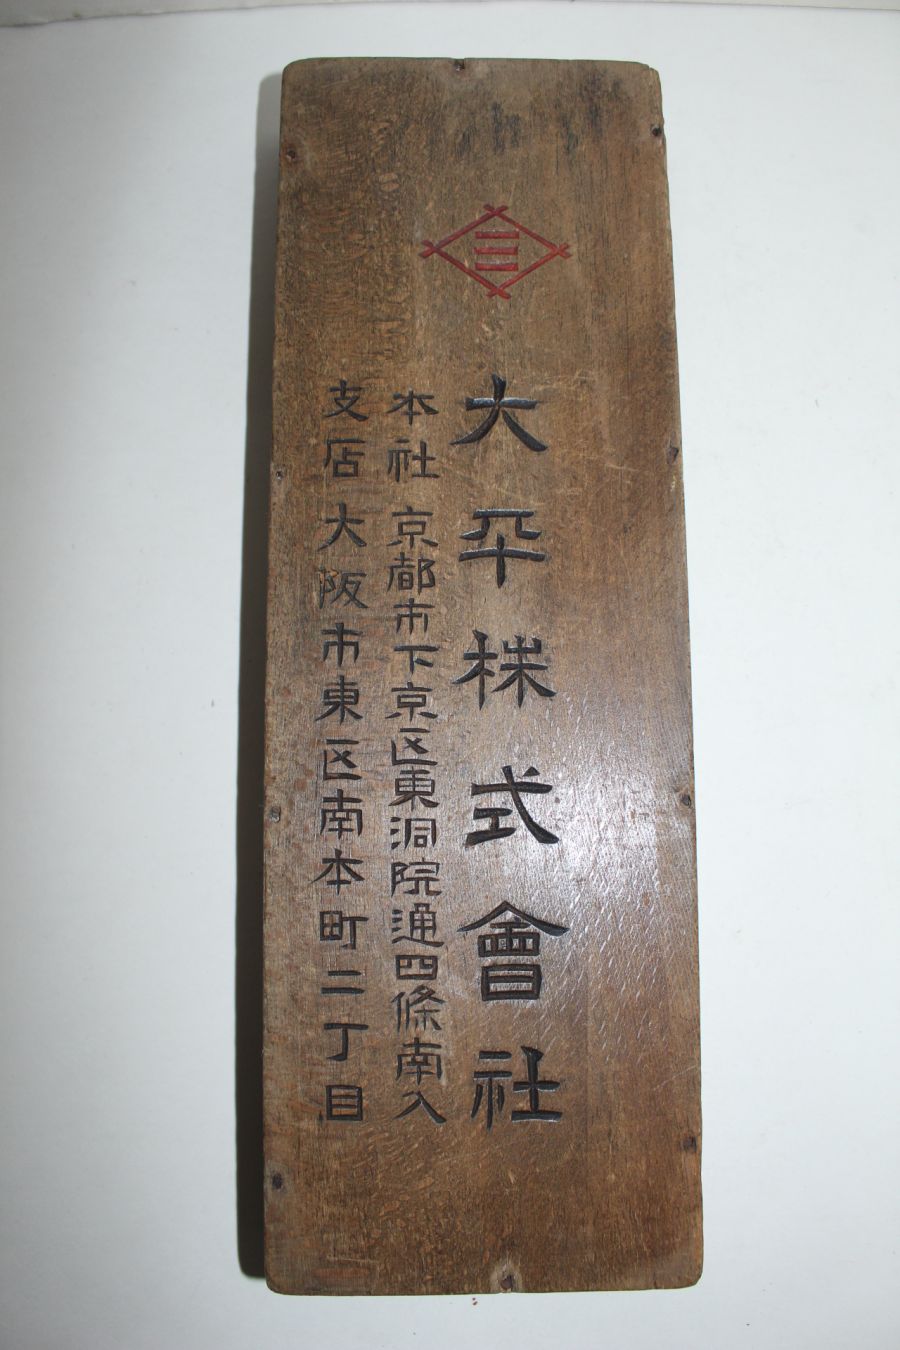 三
大平株式會社
本社 京都市下京区東洞院通四條南入
支店 大阪市東区南本町二丁目